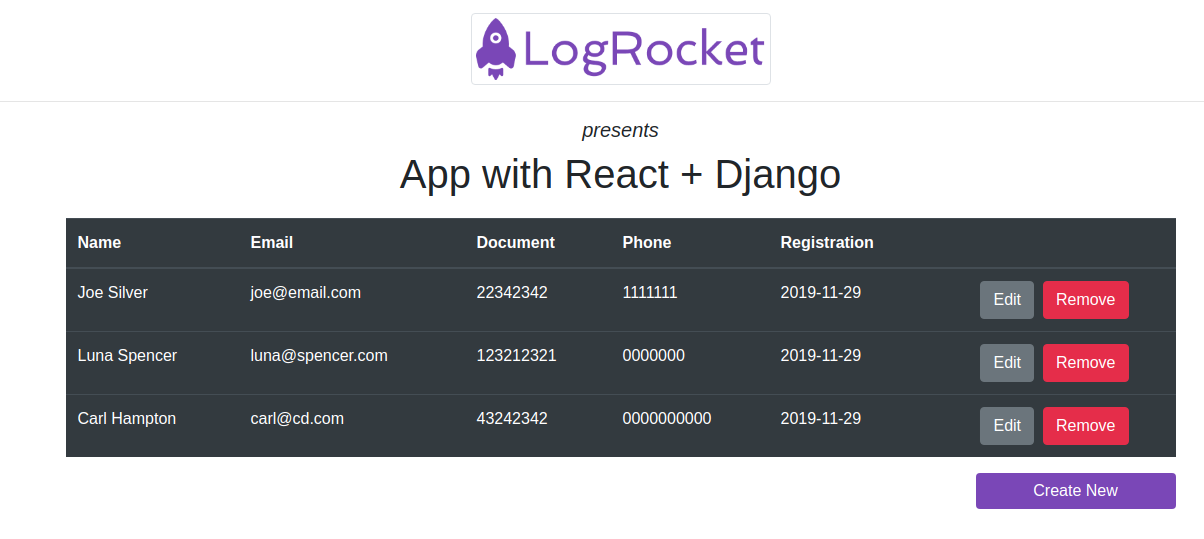 LogRocket
presents
App with React + Django
Name Email Document Phone Registration
Joe Silver joe@email.com 22342342 1111111 2019-11-29 Edit Remove
Luna Spencer luna@spencer.com 123212321 0000000 2019-11-29 Edit Remove
Carl Hampton carl@cd.com 43242342 0000000000 2019-11-29 Edit Remove
Create New